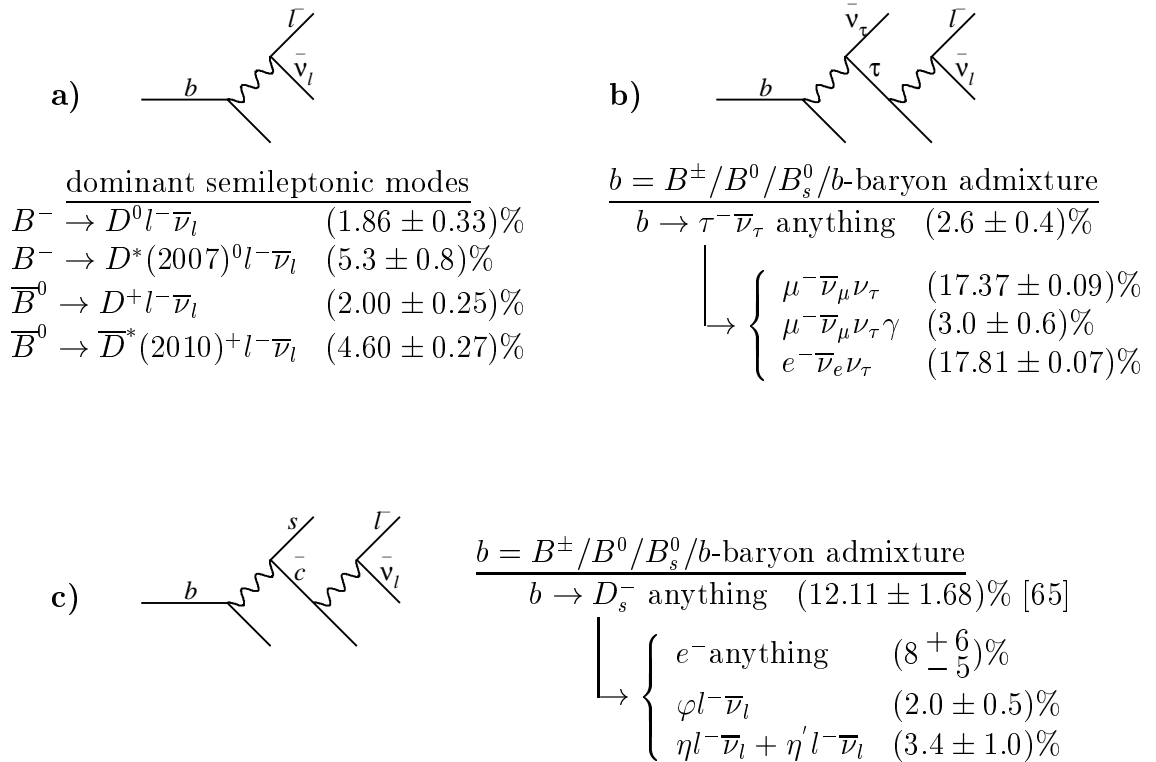 l⁻
b
ν̄_l
a)
dominant semileptonic modes
B⁻ → D⁰l⁻ν̄_l (1.86 ± 0.33)%
B⁻ → D*(2007)⁰l⁻ν̄_l (5.3 ± 0.8)%
B̄⁰ → D⁺l⁻ν̄_l (2.00 ± 0.25)%
B̄⁰ → D̄*(2010)⁺l⁻ν̄_l (4.60 ± 0.27)%
ν̄_τ l⁻
b τ ν̄_l
b)
b = B^±/B⁰/B_s⁰/b-baryon admixture
b → τ⁻ν̄_τ anything (2.6 ± 0.4)%
μ⁻ν̄_μν_τ (17.37 ± 0.09)%
μ⁻ν̄_μν_τγ (3.0 ± 0.6)%
e⁻ν̄_eν_τ (17.81 ± 0.07)%
s l⁻
b c̄ ν̄_l
c)
b = B^±/B⁰/B_s⁰/b-baryon admixture
b → D_s⁻ anything (12.11 ± 1.68)% [65]
e⁻anything (8 + 6 − 5)%
φl⁻ν̄_l (2.0 ± 0.5)%
ηl⁻ν̄_l + η′l⁻ν̄_l (3.4 ± 1.0)%